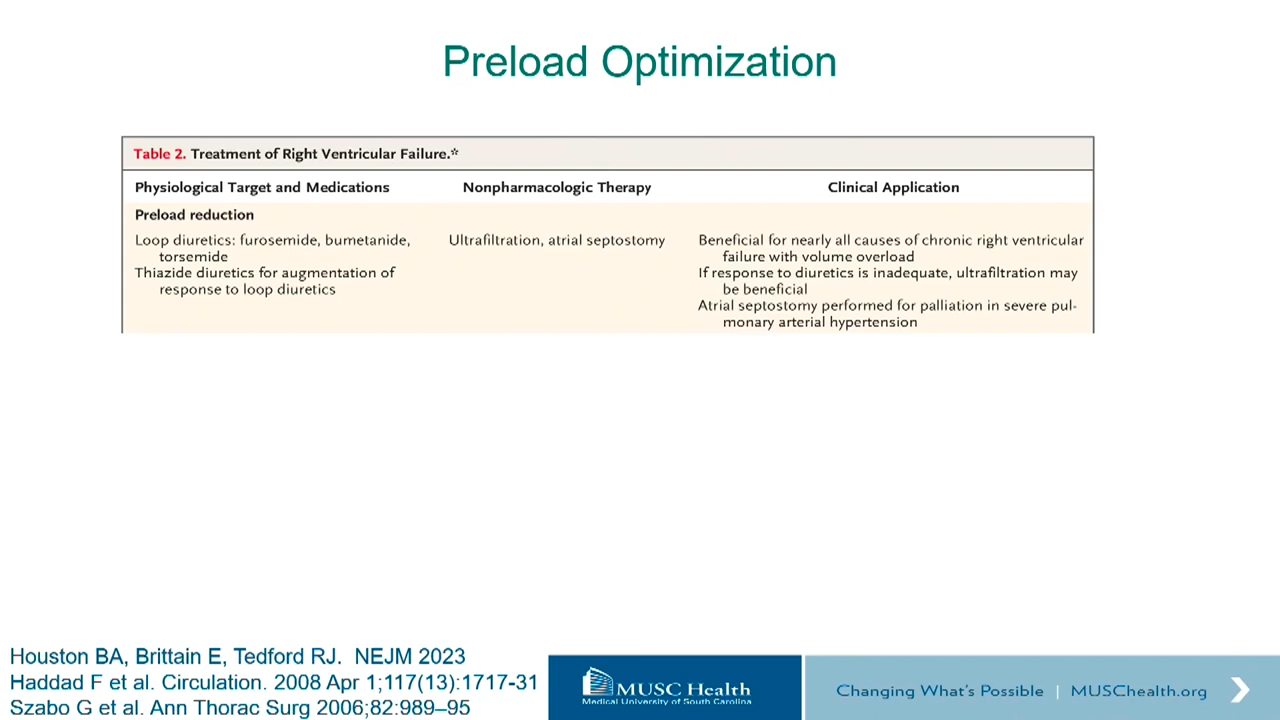 Preload Optimization
Table 2. Treatment of Right Ventricular Failure.*
Physiological Target and Medications Nonpharmacologic Therapy Clinical Application
Preload reduction
Loop diuretics: furosemide, bumetanide, Ultrafiltration, atrial septostomy Beneficial for nearly all causes of chronic right ventricular
torsemide failure with volume overload
Thiazide diuretics for augmentation of If response to diuretics is inadequate, ultrafiltration may
response to loop diuretics be beneficial
Atrial septostomy performed for palliation in severe pul-
monary arterial hypertension
Houston BA, Brittain E, Tedford RJ. NEJM 2023
Haddad F et al. Circulation. 2008 Apr 1;117(13):1717-31
Szabo G et al. Ann Thorac Surg 2006;82:989–95
MUSC Health
Medical University of South Carolina
Changing What's Possible | MUSChealth.org